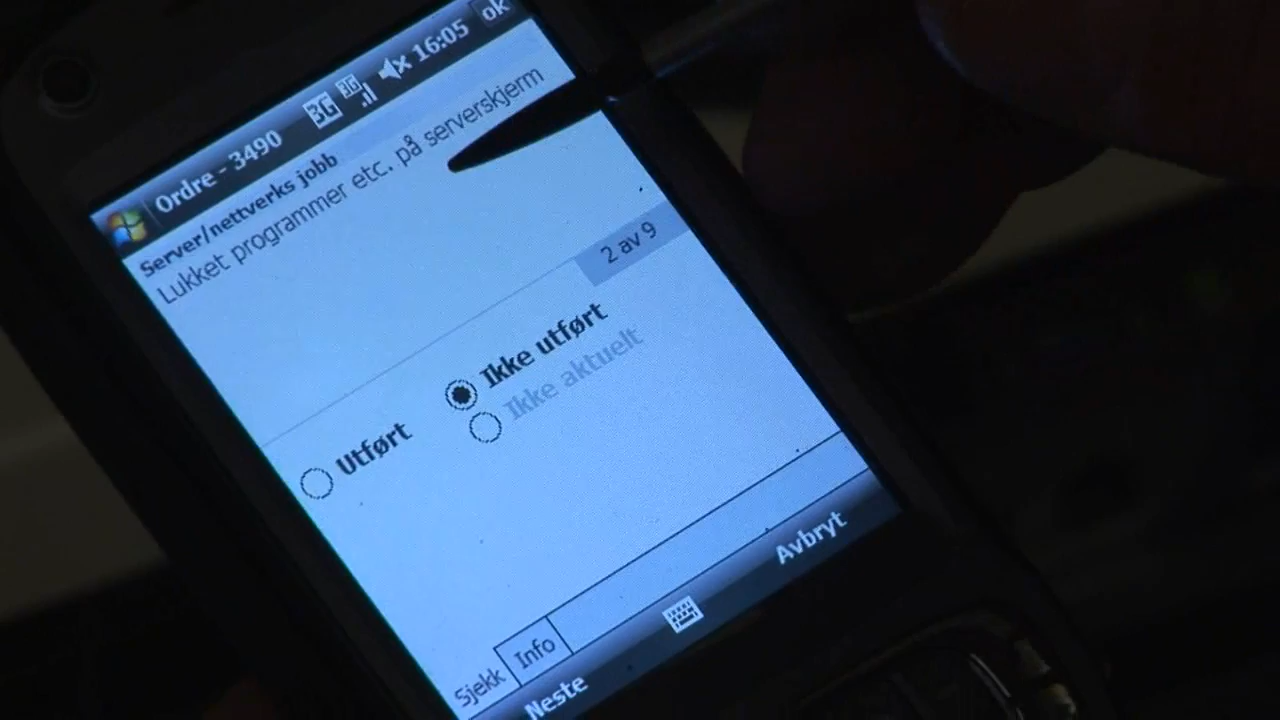 Ordre - 3490 3G 3G 16:05 ok
Server/nettverks jobb
Lukket programmer etc. på serverskjerm
2 av 9
Utført
Ikke utført
Ikke aktuelt
Sjekk Info
Neste Avbryt